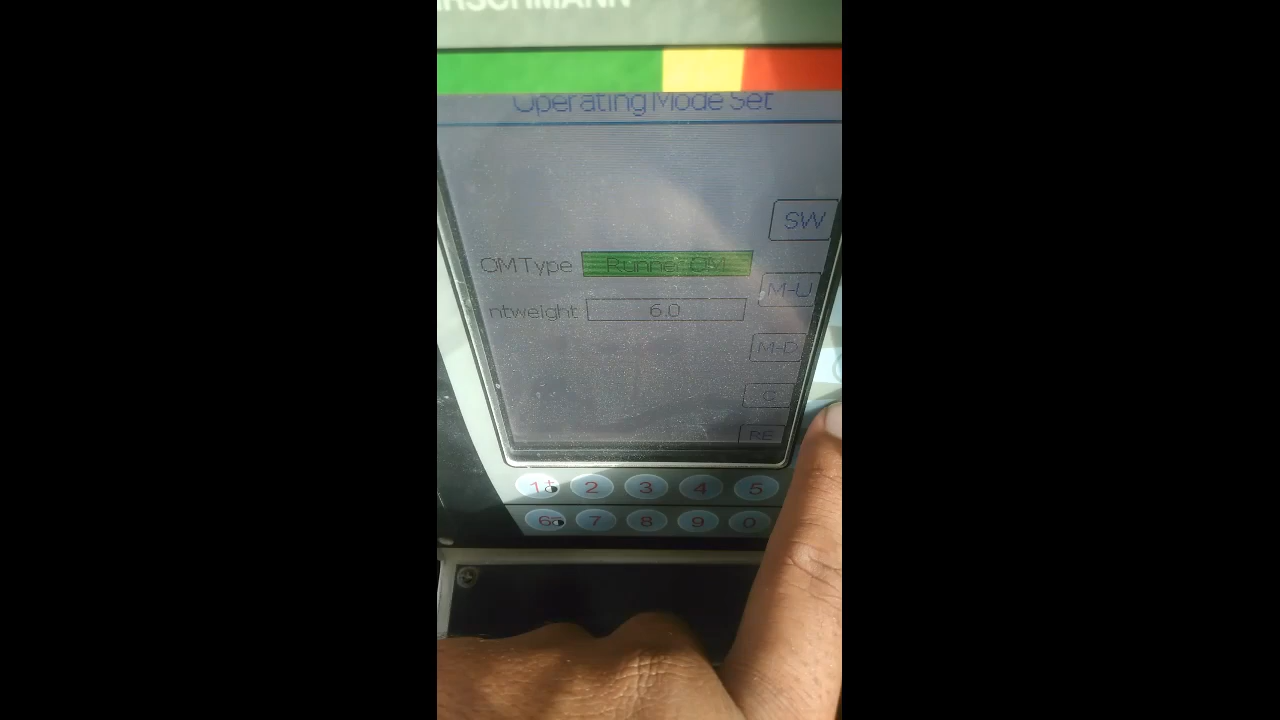 RSCHMANN
Operating Mode Set
SW
OM Type Runner OM
M-U
ntweight 6.0
M-D
C
RE
1 2 3 4 5
6 7 8 9 0